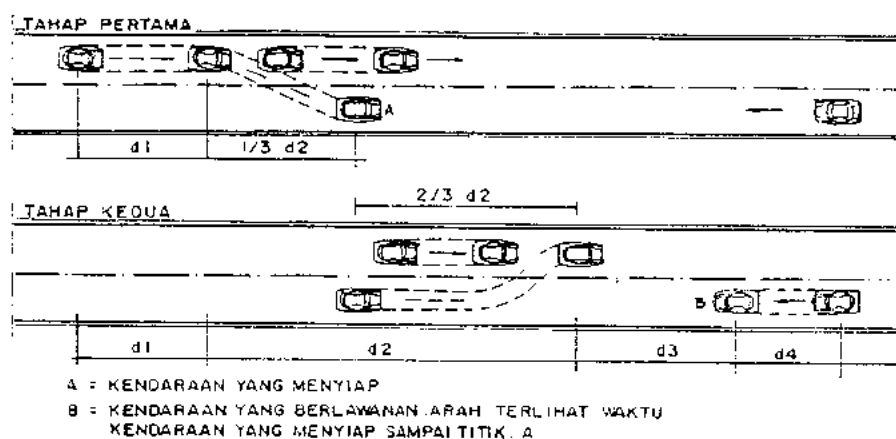 TAHAP PERTAMA
A
d1
1/3 d2
2/3 d2
TAHAP KEDUA
B
d1
d2
d3
d4
A = KENDARAAN YANG MENYIAP
B = KENDARAAN YANG BERLAWANAN ARAH TERLIHAT WAKTU
KENDARAAN YANG MENYIAP SAMPAI TITIK A